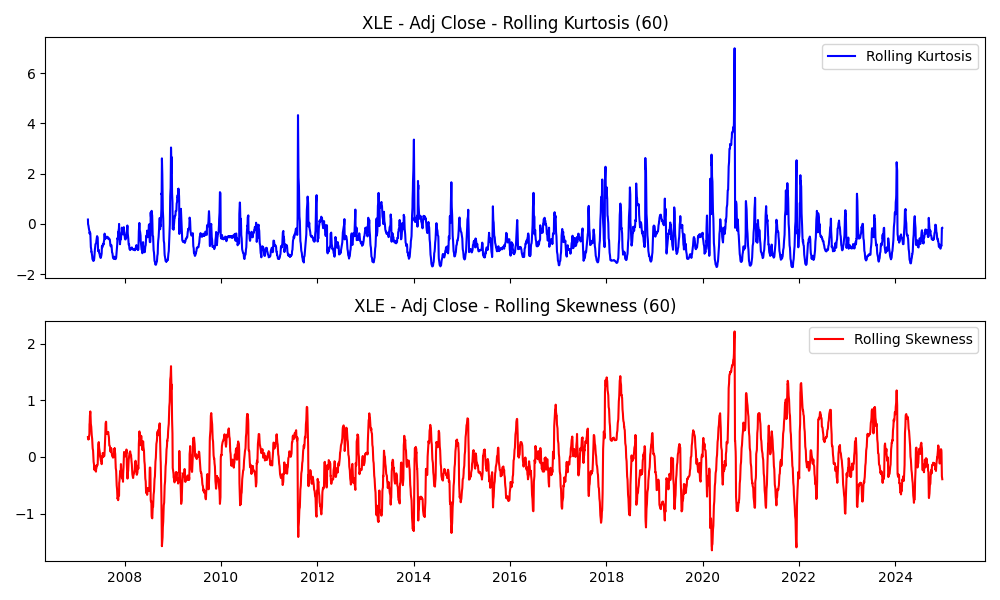 XLE - Adj Close - Rolling Kurtosis (60)
Rolling Kurtosis
6
4
2
0
−2
XLE - Adj Close - Rolling Skewness (60)
Rolling Skewness
2
1
0
−1
2008 2010 2012 2014 2016 2018 2020 2022 2024